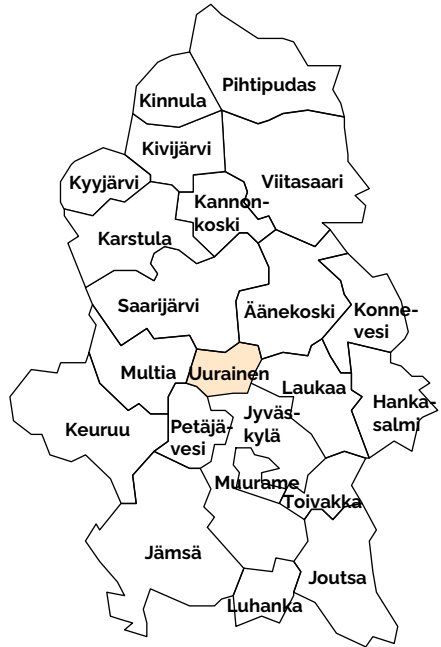 Pihtipudas
Kinnula
Kivijärvi
Kyyjärvi
Viitasaari
Kannon-
koski
Karstula
Saarijärvi
Äänekoski
Konne-
vesi
Multia
Uurainen
Laukaa
Hanka-
salmi
Keuruu
Petäjä-
vesi
Jyväs-
kylä
Muurame
Toivakka
Jämsä
Joutsa
Luhanka